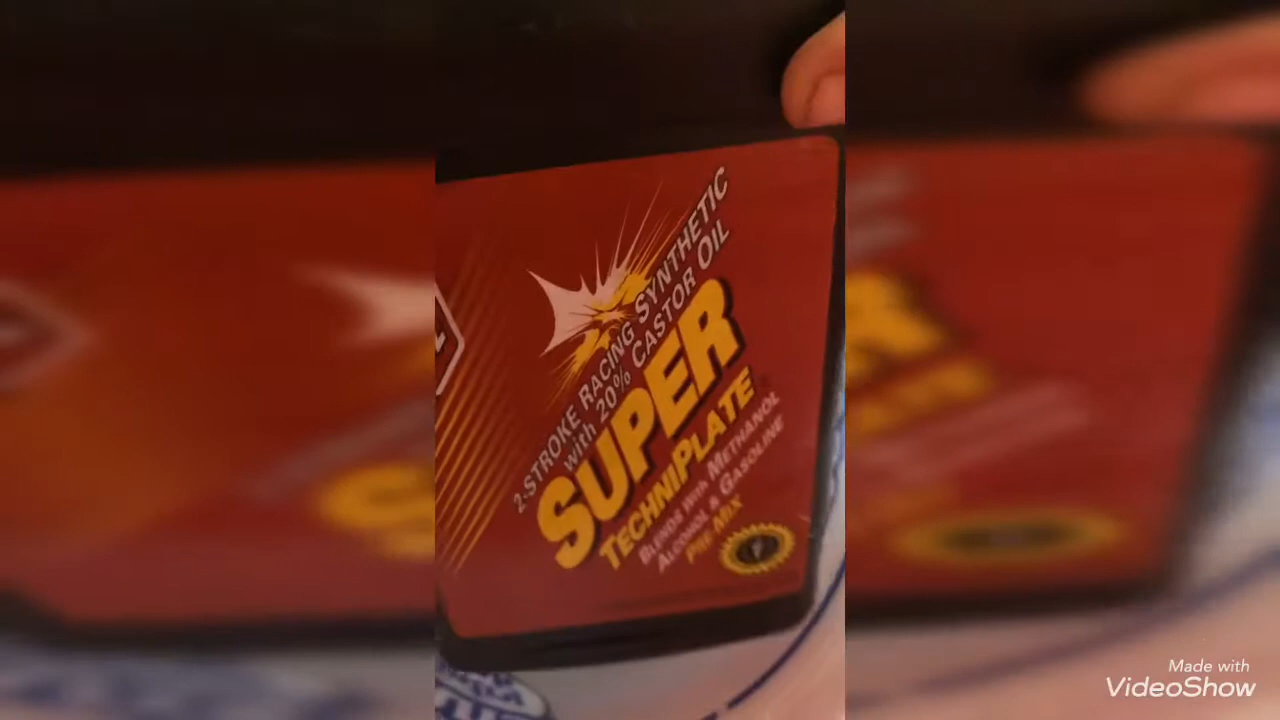 2-STROKE RACING SYNTHETIC
with 20% CASTOR OIL
SUPER
TECHNIPLATE
BLENDS with METHANOL
ALCOHOL & GASOLINE
PRE-MIX
Made with
VideoShow